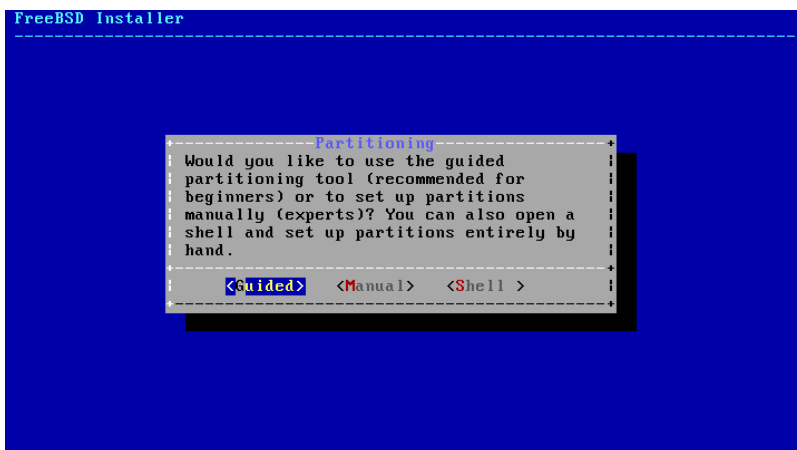 FreeBSD Installer
Partitioning
Would you like to use the guided
partitioning tool (recommended for
beginners) or to set up partitions
manually (experts)? You can also open a
shell and set up partitions entirely by
hand.
<Guided> <Manual> <Shell >